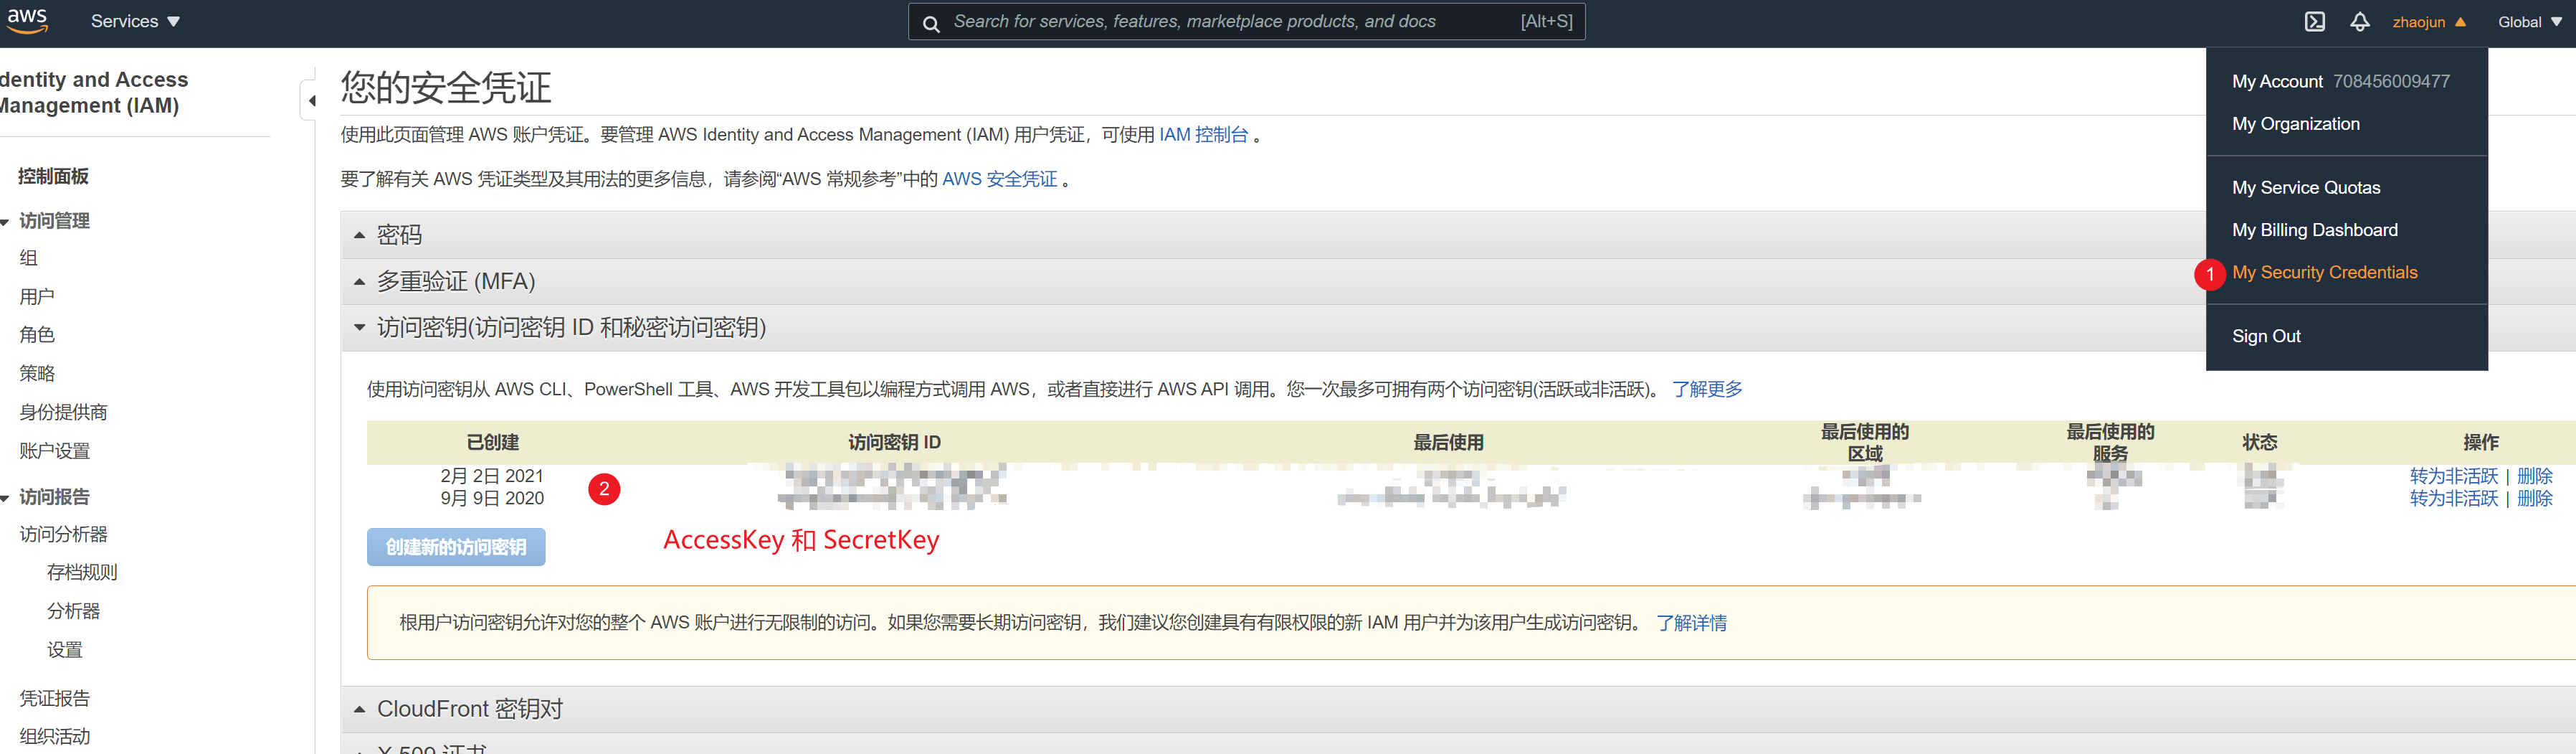 aws
Services
Search for services, features, marketplace products, and docs
[Alt+S]
zhaojun
Global
dentity and Access
Management (IAM)
控制面板
访问管理
组
用户
角色
策略
身份提供商
账户设置
访问报告
访问分析器
存档规则
分析器
设置
凭证报告
组织活动
您的安全凭证
使用此页面管理 AWS 账户凭证。要管理 AWS Identity and Access Management (IAM) 用户凭证，可使用 IAM 控制台 。
要了解有关 AWS 凭证类型及其用法的更多信息，请参阅“AWS 常规参考”中的 AWS 安全凭证 。
密码
多重验证 (MFA)
访问密钥(访问密钥 ID 和秘密访问密钥)
使用访问密钥从 AWS CLI、PowerShell 工具、AWS 开发工具包以编程方式调用 AWS，或者直接进行 AWS API 调用。您一次最多可拥有两个访问密钥(活跃或非活跃)。 了解更多
已创建 访问密钥 ID 最后使用 最后使用的区域 最后使用的服务 状态 操作
2月 2日 2021 转为非活跃 | 删除
9月 9日 2020 转为非活跃 | 删除
2
创建新的访问密钥
AccessKey 和 SecretKey
根用户访问密钥允许对您的整个 AWS 账户进行无限制的访问。如果您需要长期访问密钥，我们建议您创建具有有限权限的新 IAM 用户并为该用户生成访问密钥。 了解详情
CloudFront 密钥对
X.509 证书
My Account 708456009477
My Organization
My Service Quotas
My Billing Dashboard
1 My Security Credentials
Sign Out